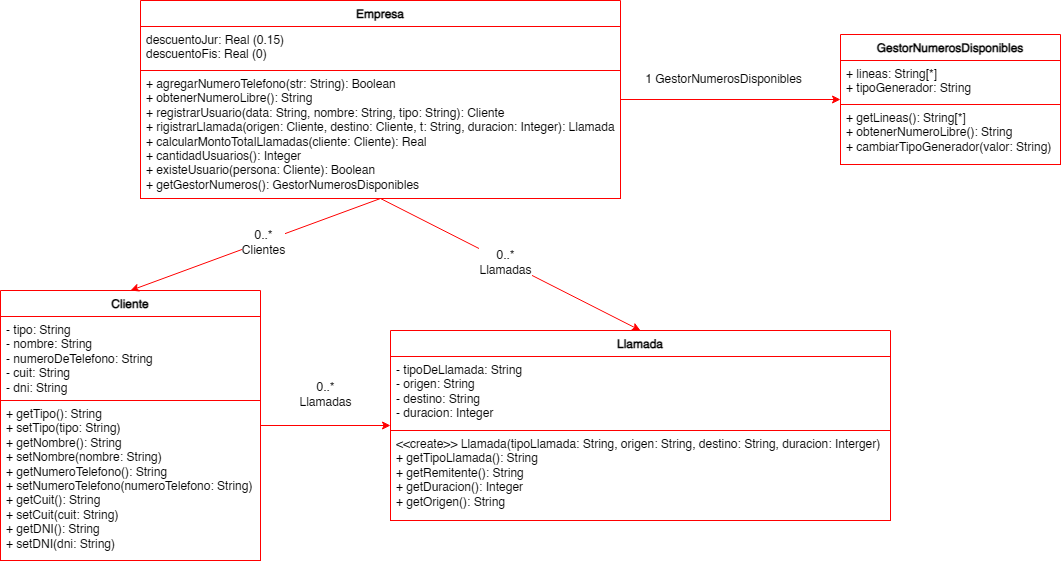 Empresa
descuentoJur: Real (0.15)
descuentoFis: Real (0)
+ agregarNumeroTelefono(str: String): Boolean
+ obtenerNumeroLibre(): String
+ registrarUsuario(data: String, nombre: String, tipo: String): Cliente
+ rigistrarLlamada(origen: Cliente, destino: Cliente, t: String, duracion: Integer): Llamada
+ calcularMontoTotalLlamadas(cliente: Cliente): Real
+ cantidadUsuarios(): Integer
+ existeUsuario(persona: Cliente): Boolean
+ getGestorNumeros(): GestorNumerosDisponibles
1 GestorNumerosDisponibles
GestorNumerosDisponibles
+ lineas: String[*]
+ tipoGenerador: String
+ getLineas(): String[*]
+ obtenerNumeroLibre(): String
+ cambiarTipoGenerador(valor: String)
0..*
Clientes
0..*
Llamadas
Cliente
- tipo: String
- nombre: String
- numeroDeTelefono: String
- cuit: String
- dni: String
+ getTipo(): String
+ setTipo(tipo: String)
+ getNombre(): String
+ setNombre(nombre: String)
+ getNumeroTelefono(): String
+ setNumeroTelefono(numeroTelefono: String)
+ getCuit(): String
+ setCuit(cuit: String)
+ getDNI(): String
+ setDNI(dni: String)
0..*
Llamadas
Llamada
- tipoDeLlamada: String
- origen: String
- destino: String
- duracion: Integer
<<create>> Llamada(tipoLlamada: String, origen: String, destino: String, duracion: Interger)
+ getTipoLlamada(): String
+ getRemitente(): String
+ getDuracion(): Integer
+ getOrigen(): String